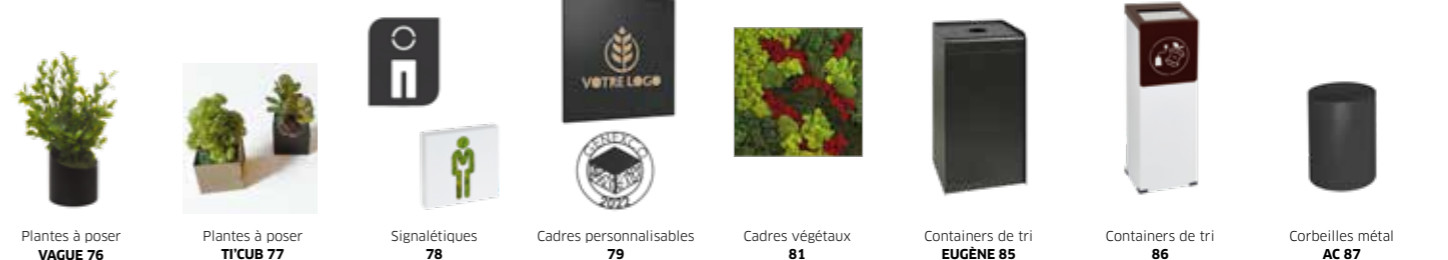 VOTRE LOGO
GENEXCO
2022
Plantes à poser
VAGUE 76
Plantes à poser
TI'CUB 77
Signalétiques
78
Cadres personnalisables
79
Cadres végétaux
81
Containers de tri
EUGÈNE 85
Containers de tri
86
Corbeilles métal
AC 87